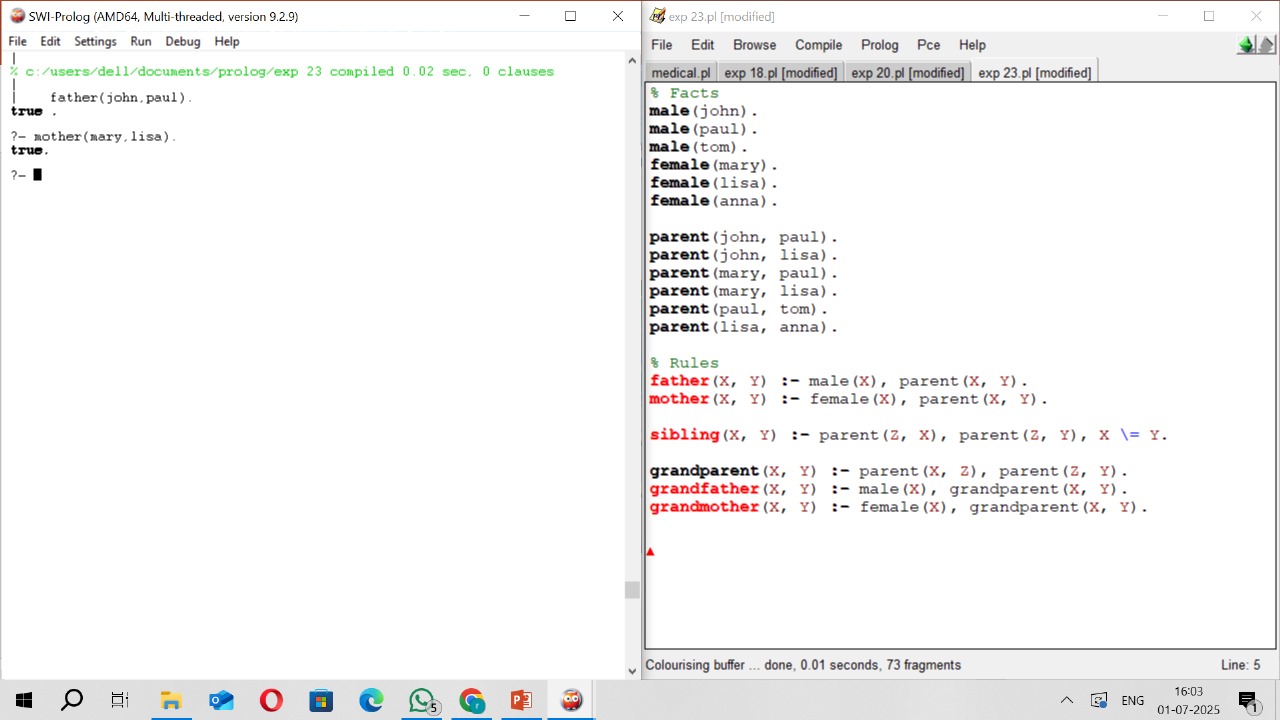 SWI-Prolog (AMD64, Multi-threaded, version 9.2.9)
File Edit Settings Run Debug Help
|
% c:/users/dell/documents/prolog/exp 23 compiled 0.02 sec, 0 clauses
|
| father(john,paul).
true .
?- mother(mary,lisa).
true.
?-
exp 23.pl [modified]
File Edit Browse Compile Prolog Pce Help
medical.pl exp 18.pl [modified] exp 20.pl [modified] exp 23.pl [modified]
% Facts
male(john).
male(paul).
male(tom).
female(mary).
female(lisa).
female(anna).
parent(john, paul).
parent(john, lisa).
parent(mary, paul).
parent(mary, lisa).
parent(paul, tom).
parent(lisa, anna).
% Rules
father(X, Y) :- male(X), parent(X, Y).
mother(X, Y) :- female(X), parent(X, Y).
sibling(X, Y) :- parent(Z, X), parent(Z, Y), X \= Y.
grandparent(X, Y) :- parent(X, Z), parent(Z, Y).
grandfather(X, Y) :- male(X), grandparent(X, Y).
grandmother(X, Y) :- female(X), grandparent(X, Y).
Colourising buffer ... done, 0.01 seconds, 73 fragments Line: 5
5
ENG
16:03
01-07-2025
1